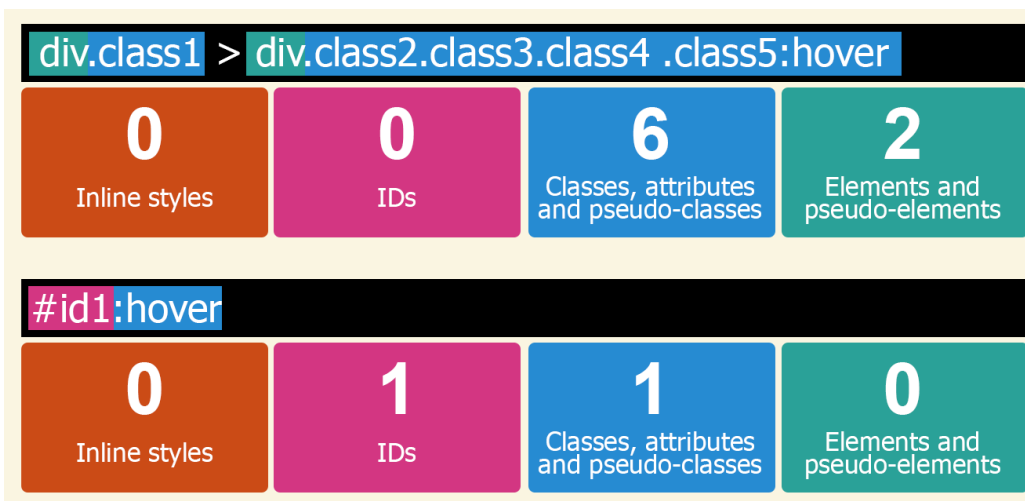 div.class1 > div.class2.class3.class4 .class5:hover
0 0 6 2
Inline styles IDs Classes, attributes and pseudo-classes Elements and pseudo-elements
#id1:hover
0 1 1 0
Inline styles IDs Classes, attributes and pseudo-classes Elements and pseudo-elements